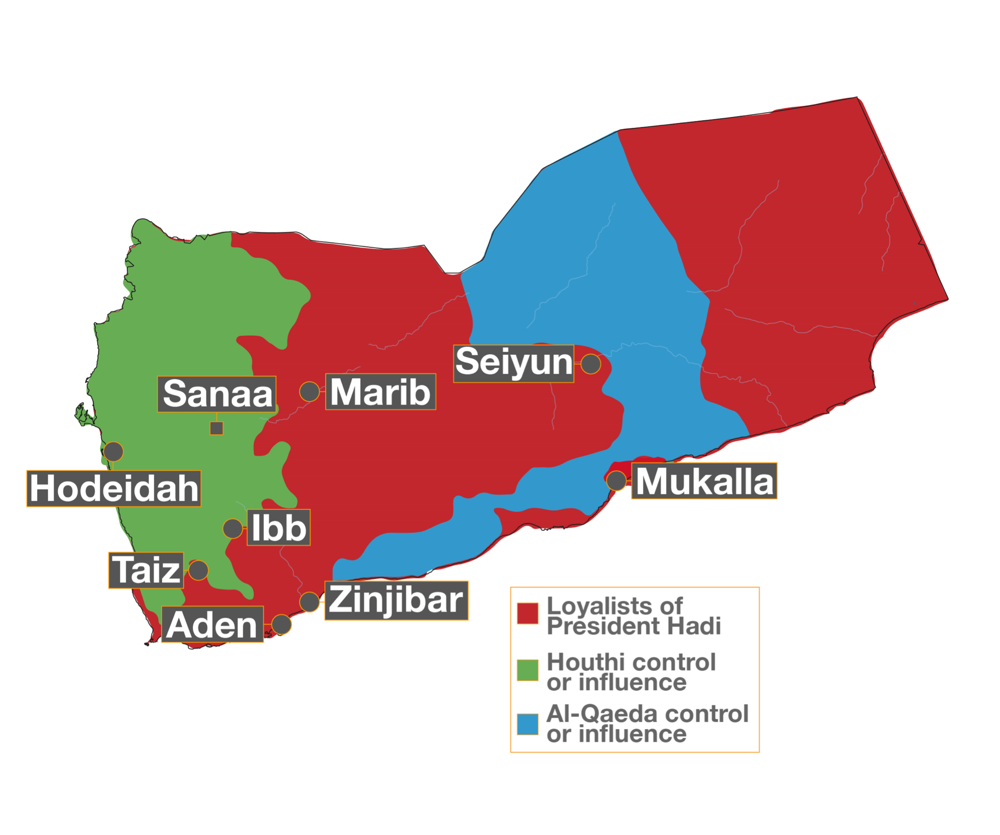 Seiyun
Sanaa
Marib
Hodeidah
Mukalla
Ibb
Taiz
Zinjibar
Aden
Loyalists of
President Hadi
Houthi control
or influence
Al-Qaeda control
or influence